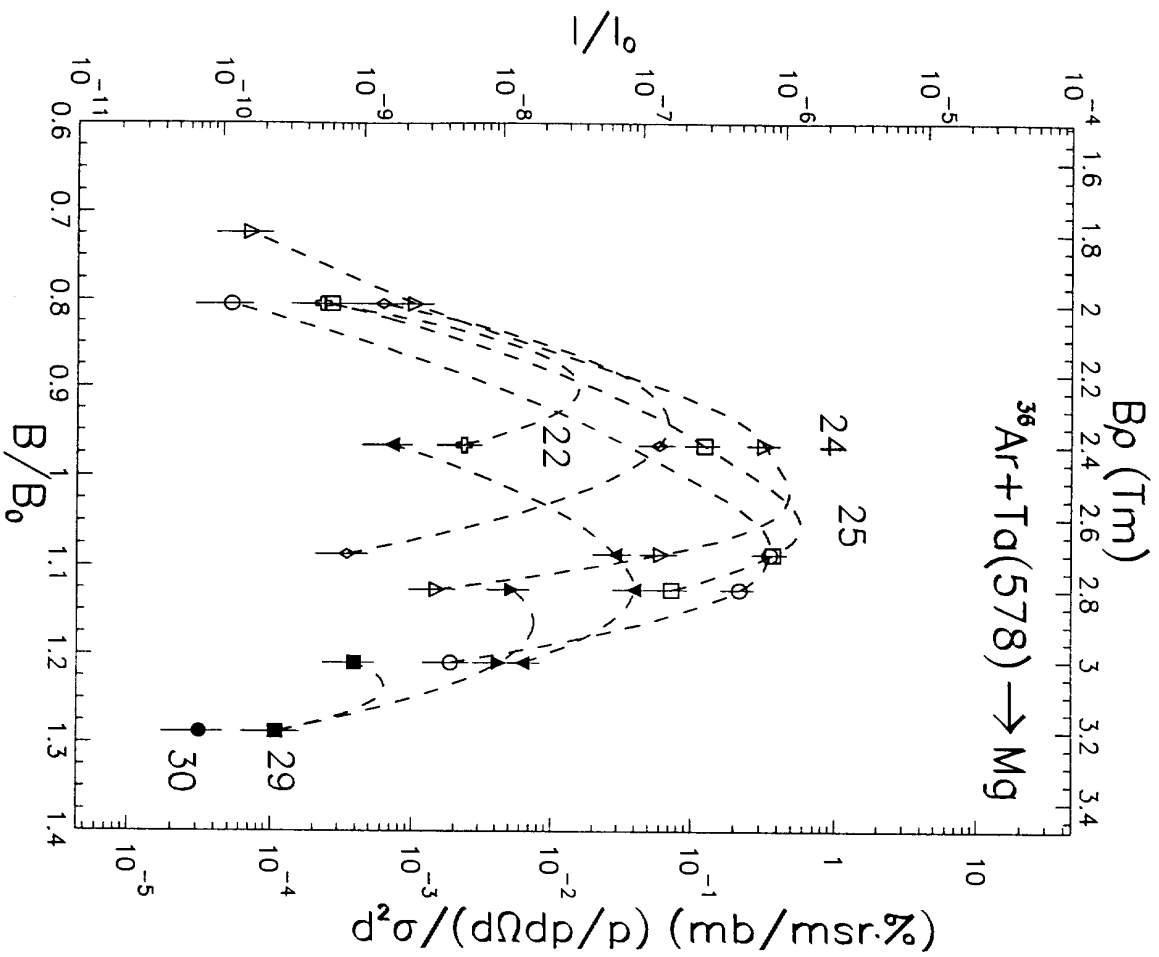 Bρ (Tm)
1.6 1.8 2 2.2 2.4 2.6 2.8 3 3.2 3.4
³⁶Ar+Ta(578) → Mg
I/I₀
10⁻⁴
10⁻⁵
10⁻⁶
10⁻⁷
10⁻⁸
10⁻⁹
10⁻¹⁰
10⁻¹¹
24
25
22
29
30
d²σ/(dΩdp/p) (mb/msr.%)
10
1
10⁻¹
10⁻²
10⁻³
10⁻⁴
10⁻⁵
0.6 0.7 0.8 0.9 1 1.1 1.2 1.3 1.4
B/B₀